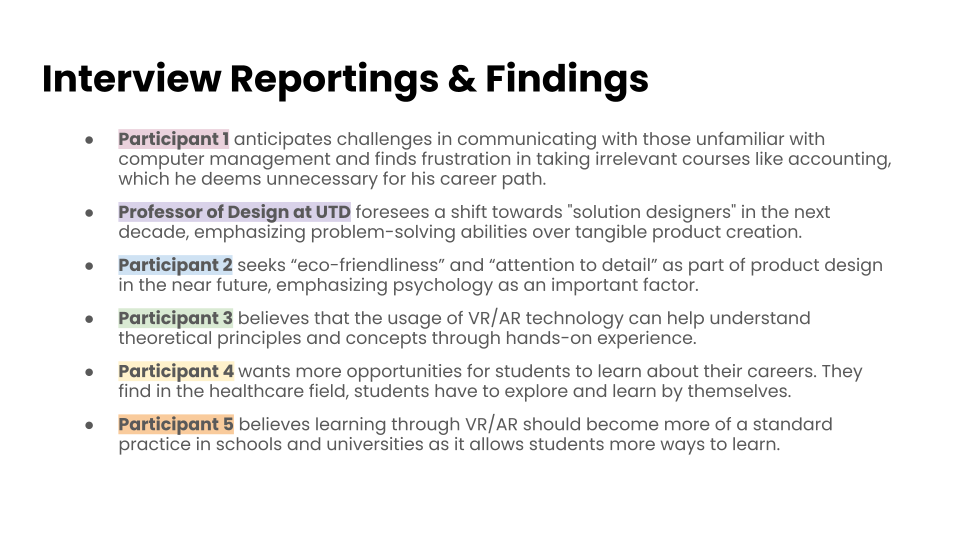 Interview Reportings & Findings
● Participant 1 anticipates challenges in communicating with those unfamiliar with
computer management and finds frustration in taking irrelevant courses like accounting,
which he deems unnecessary for his career path.
● Professor of Design at UTD foresees a shift towards "solution designers" in the next
decade, emphasizing problem-solving abilities over tangible product creation.
● Participant 2 seeks “eco-friendliness” and “attention to detail” as part of product design
in the near future, emphasizing psychology as an important factor.
● Participant 3 believes that the usage of VR/AR technology can help understand
theoretical principles and concepts through hands-on experience.
● Participant 4 wants more opportunities for students to learn about their careers. They
find in the healthcare field, students have to explore and learn by themselves.
● Participant 5 believes learning through VR/AR should become more of a standard
practice in schools and universities as it allows students more ways to learn.